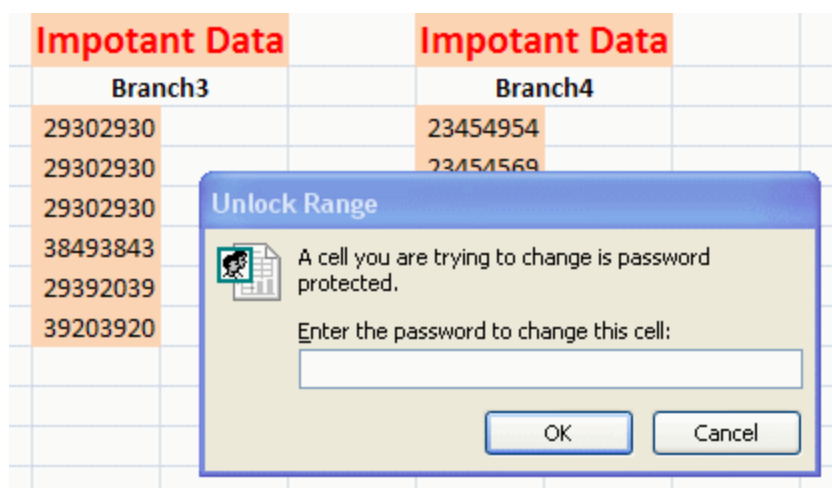 Impotant Data Impotant Data
Branch3 Branch4
29302930 23454954
29302930 23454569
29302930
38493843
29392039
39203920
Unlock Range
A cell you are trying to change is password
protected.
Enter the password to change this cell:
OK Cancel